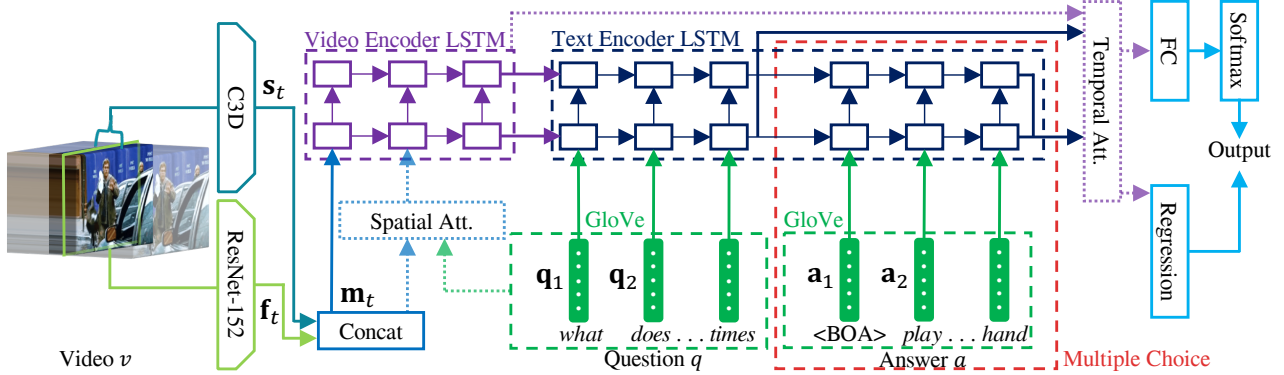 Video Encoder LSTM
Text Encoder LSTM
C3D
s_t
Temporal Att.
FC
Softmax
Output
Regression
Spatial Att.
GloVe
GloVe
ResNet-152
f_t
m_t
Concat
q_1
q_2
a_1
a_2
what does . . . times
<BOA> play . . . hand
Video v
Question q
Answer a
Multiple Choice